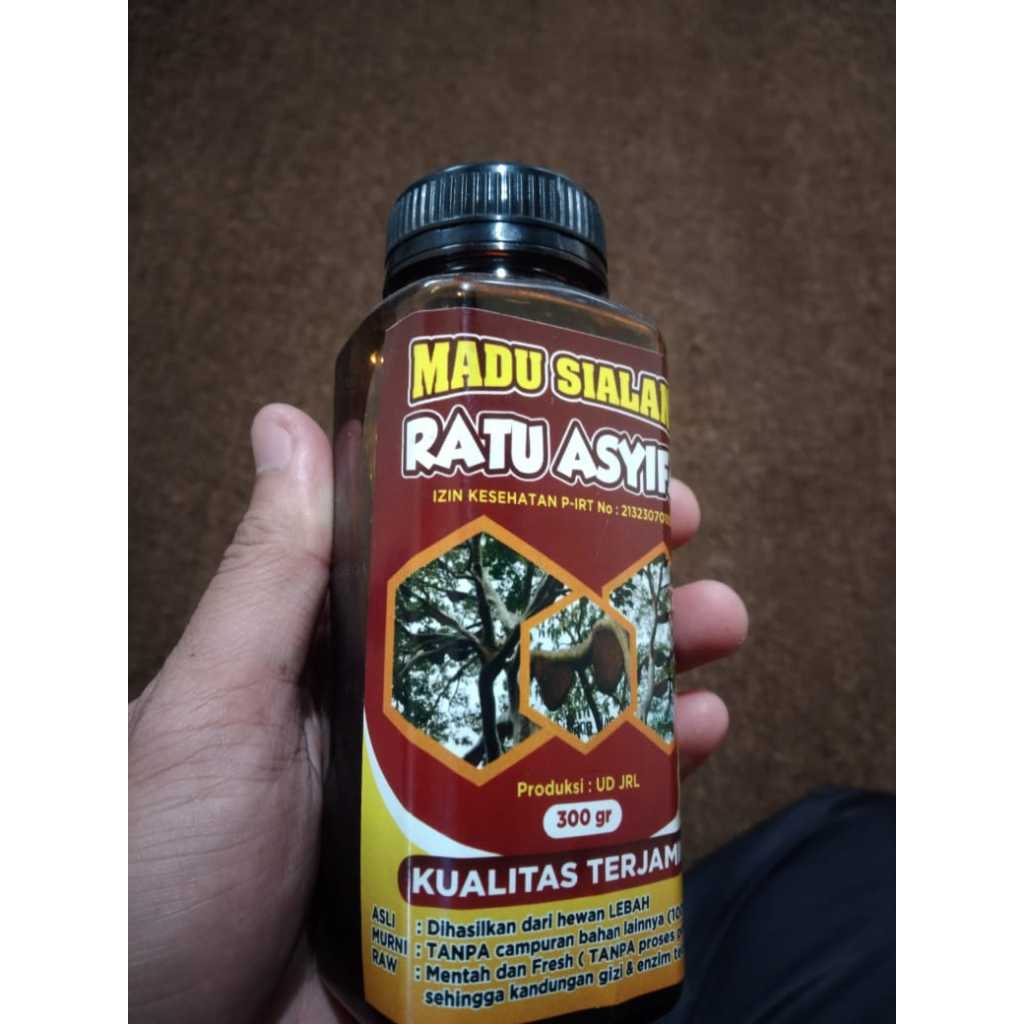 MADU SIALAN
RATU ASYIF
IZIN KESEHATAN P-IRT No : 21323070
Produksi : UD JRL
300 gr
KUALITAS TERJAMI
ASLI : Dihasilkan dari hewan LEBAH
MURNI : TANPA campuran bahan lainnya (100
RAW : Mentah dan Fresh ( TANPA proses
sehingga kandungan gizi & enzim